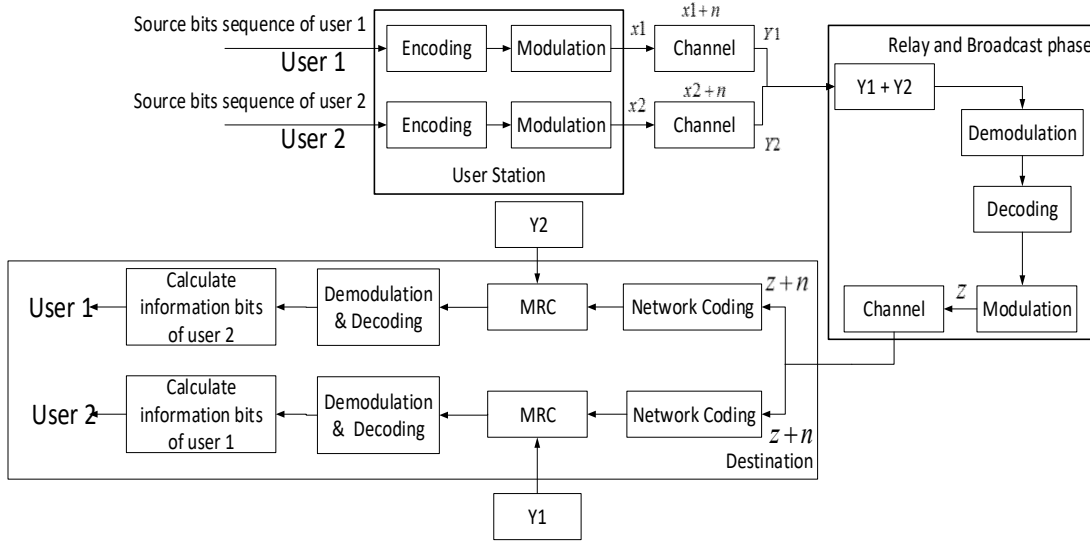 Source bits sequence of user 1
User 1
Encoding
Modulation
x1
x1+n
Channel
Y1
Source bits sequence of user 2
User 2
Encoding
Modulation
x2
x2+n
Channel
Y2
User Station
Relay and Broadcast phase
Y1 + Y2
Demodulation
Decoding
Modulation
z
Channel
Y2
User 1
Calculate
information bits
of user 2
Demodulation
& Decoding
MRC
Network Coding
z+n
User 2
Calculate
information bits
of user 1
Demodulation
& Decoding
MRC
Network Coding
z+n
Destination
Y1